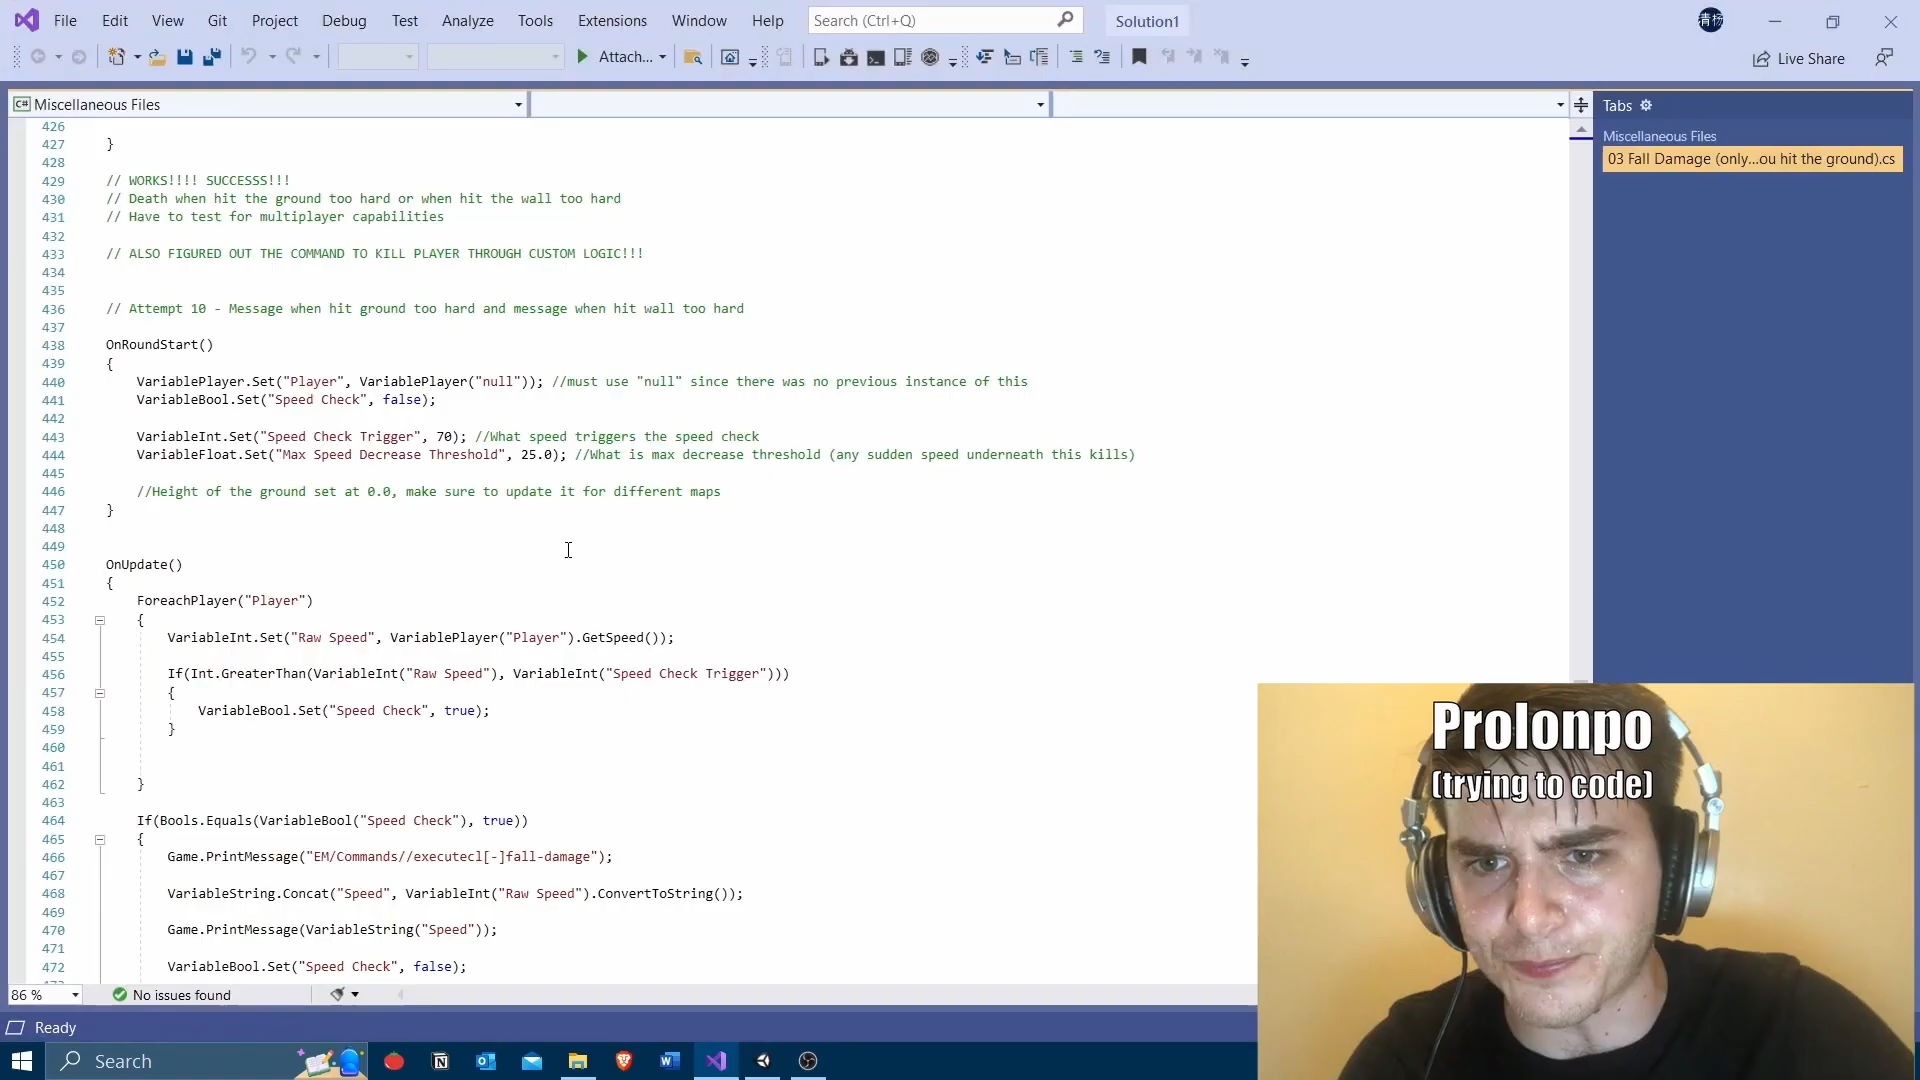 File Edit View Git Project Debug Test Analyze Tools Extensions Window Help Search (Ctrl+Q) Solution1 青杨
Attach... Live Share
C# Miscellaneous Files
Tabs
Miscellaneous Files
03 Fall Damage (only...ou hit the ground).cs
426
427 }
428
429 // WORKS!!!! SUCCESSS!!!
430 // Death when hit the ground too hard or when hit the wall too hard
431 // Have to test for multiplayer capabilities
432
433 // ALSO FIGURED OUT THE COMMAND TO KILL PLAYER THROUGH CUSTOM LOGIC!!!
434
435
436 // Attempt 10 - Message when hit ground too hard and message when hit wall too hard
437
438 OnRoundStart()
439 {
440 VariablePlayer.Set("Player", VariablePlayer("null")); //must use "null" since there was no previous instance of this
441 VariableBool.Set("Speed Check", false);
442
443 VariableInt.Set("Speed Check Trigger", 70); //What speed triggers the speed check
444 VariableFloat.Set("Max Speed Decrease Threshold", 25.0); //What is max decrease threshold (any sudden speed underneath this kills)
445
446 //Height of the ground set at 0.0, make sure to update it for different maps
447 }
448
449
450 OnUpdate()
451 {
452 ForeachPlayer("Player")
453 {
454 VariableInt.Set("Raw Speed", VariablePlayer("Player").GetSpeed());
455
456 If(Int.GreaterThan(VariableInt("Raw Speed"), VariableInt("Speed Check Trigger")))
457 {
458 VariableBool.Set("Speed Check", true);
459 }
460
461
462 }
463
464 If(Bools.Equals(VariableBool("Speed Check"), true))
465 {
466 Game.PrintMessage("EM/Commands//executecl[-]fall-damage");
467
468 VariableString.Concat("Speed", VariableInt("Raw Speed").ConvertToString());
469
470 Game.PrintMessage(VariableString("Speed"));
471
472 VariableBool.Set("Speed Check", false);
Prolonpo
(trying to code)
86 % No issues found
Ready
Search